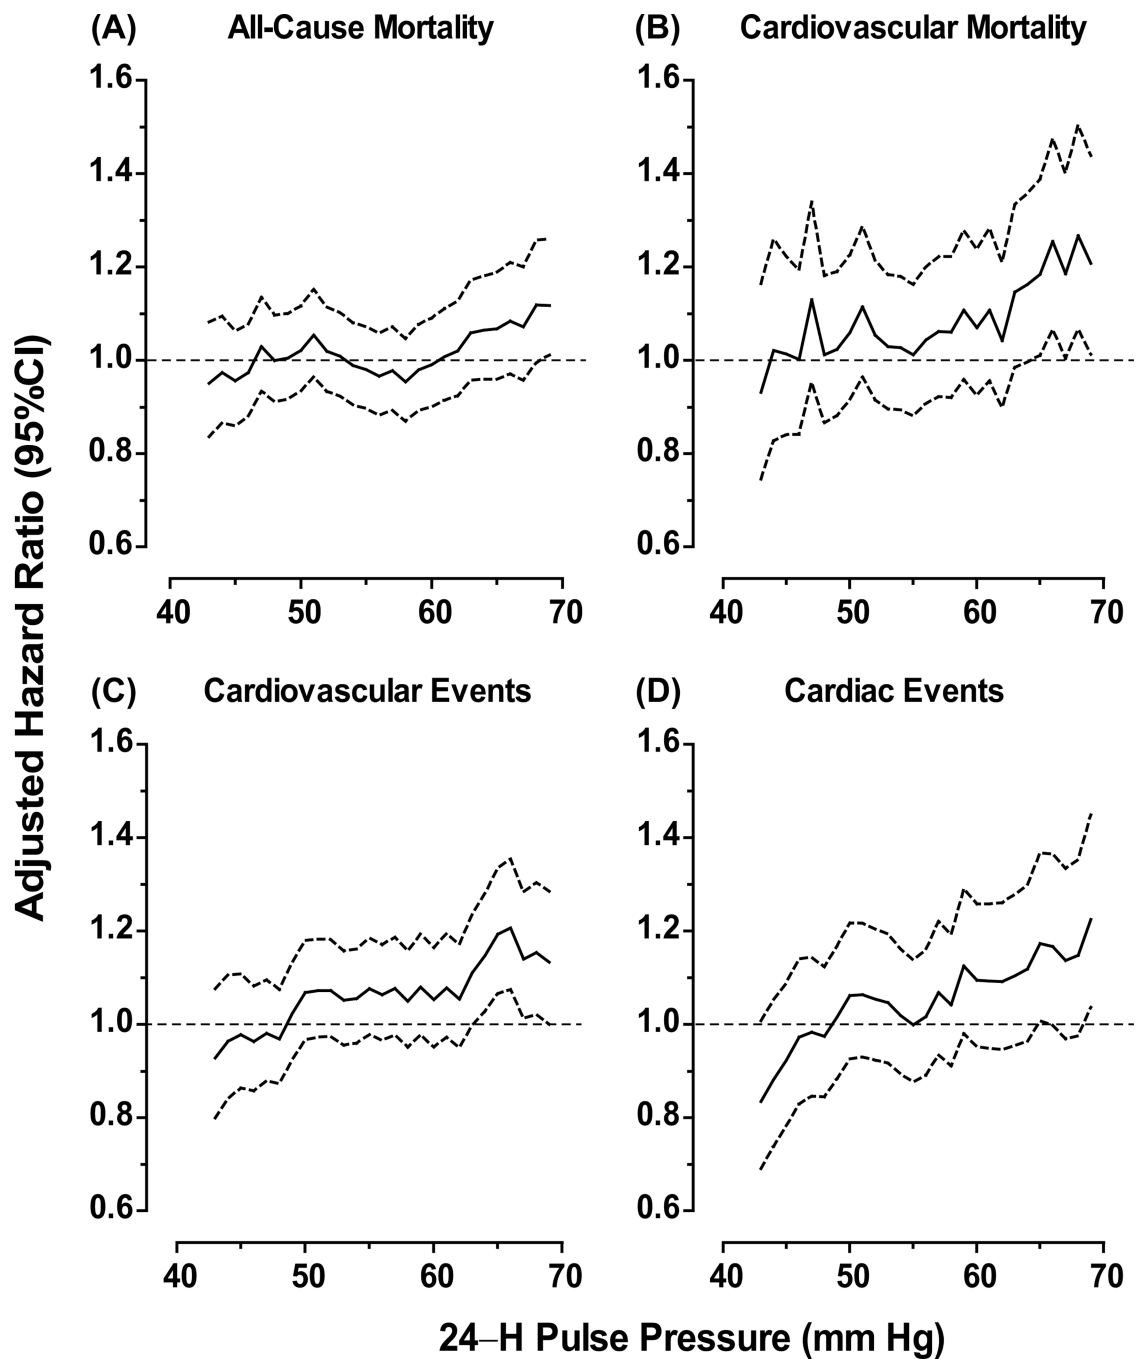 (A) All-Cause Mortality
1.6
1.4
1.2
1.0
0.8
0.6
40 50 60 70
(B) Cardiovascular Mortality
1.6
1.4
1.2
1.0
0.8
0.6
40 50 60 70
(C) Cardiovascular Events
1.6
1.4
1.2
1.0
0.8
0.6
40 50 60 70
(D) Cardiac Events
1.6
1.4
1.2
1.0
0.8
0.6
40 50 60 70
Adjusted Hazard Ratio (95%CI)
24–H Pulse Pressure (mm Hg)